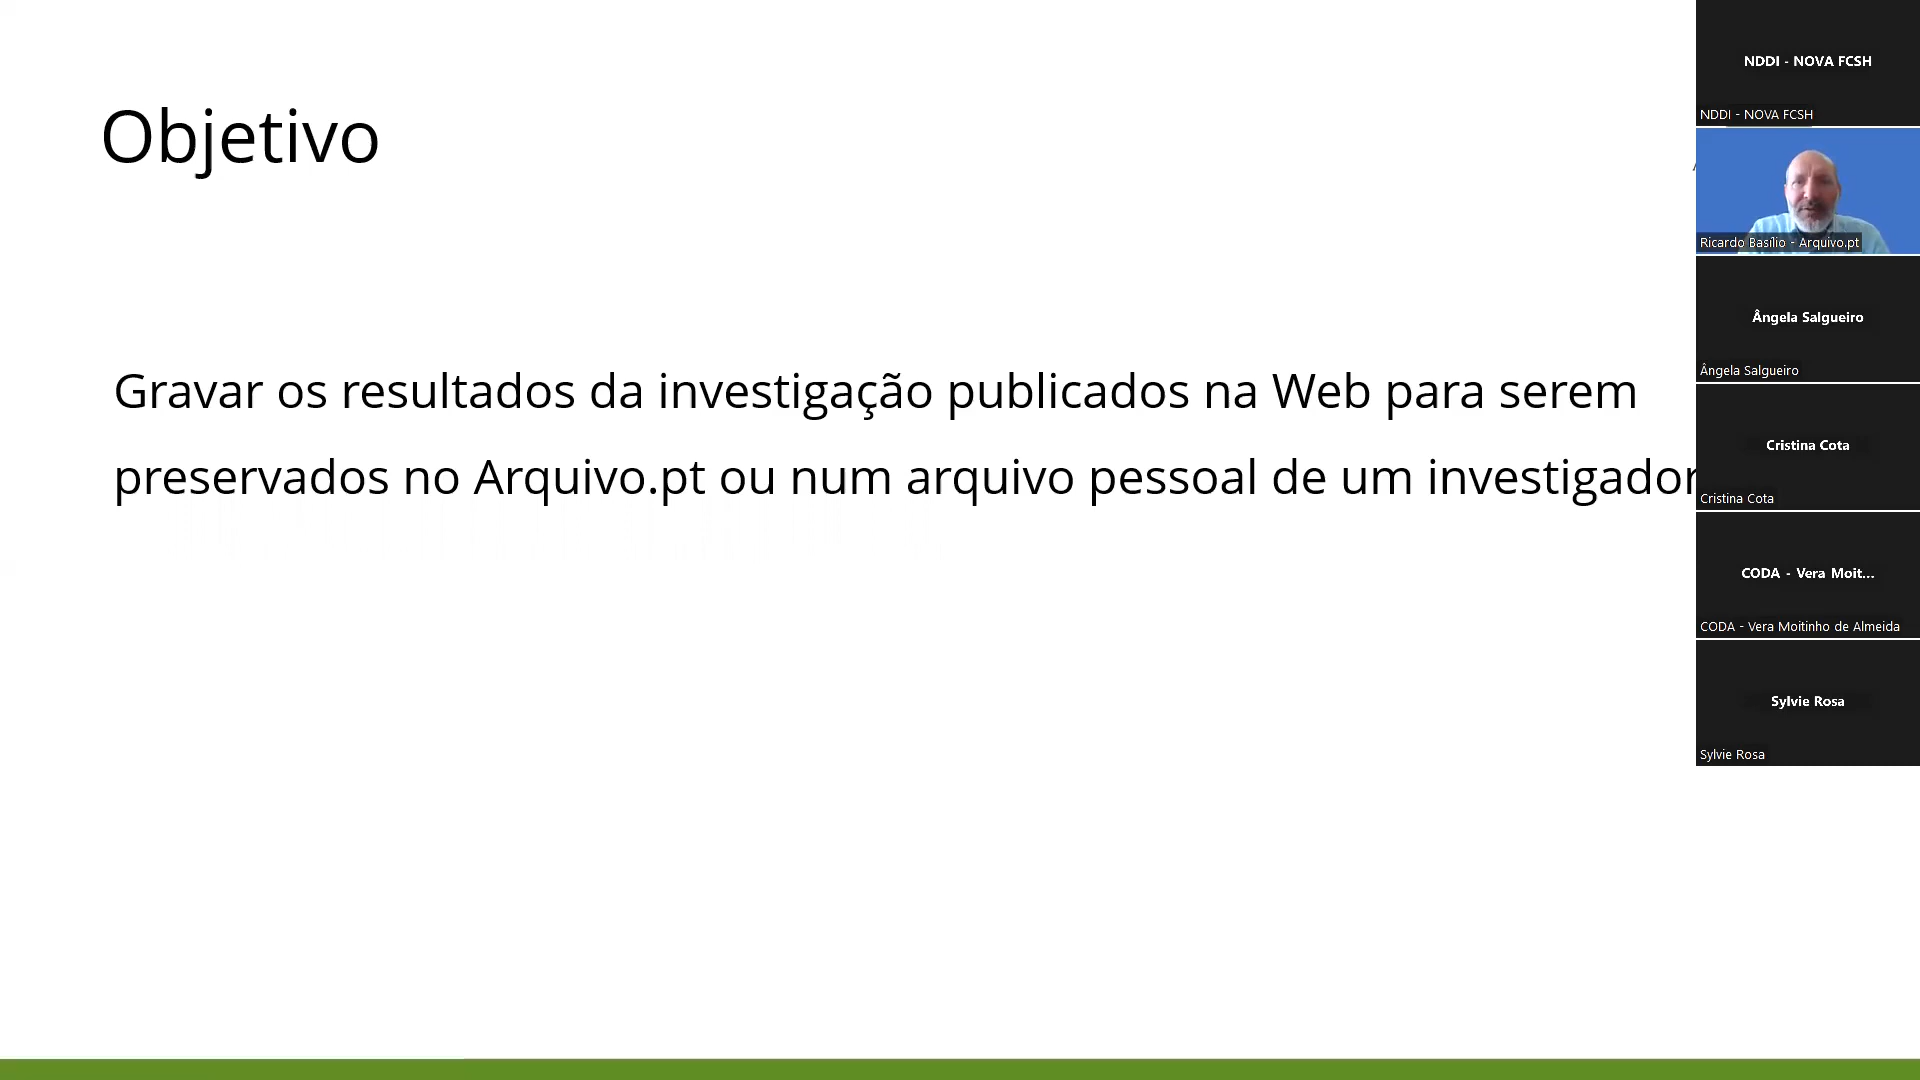 Objetivo
Gravar os resultados da investigação publicados na Web para serem
preservados no Arquivo.pt ou num arquivo pessoal de um investigador
NDDI - NOVA FCSH
NDDI - NOVA FCSH
Ricardo Basílio - Arquivo.pt
Ângela Salgueiro
Ângela Salgueiro
Cristina Cota
Cristina Cota
CODA - Vera Moit...
CODA - Vera Moitinho de Almeida
Sylvie Rosa
Sylvie Rosa